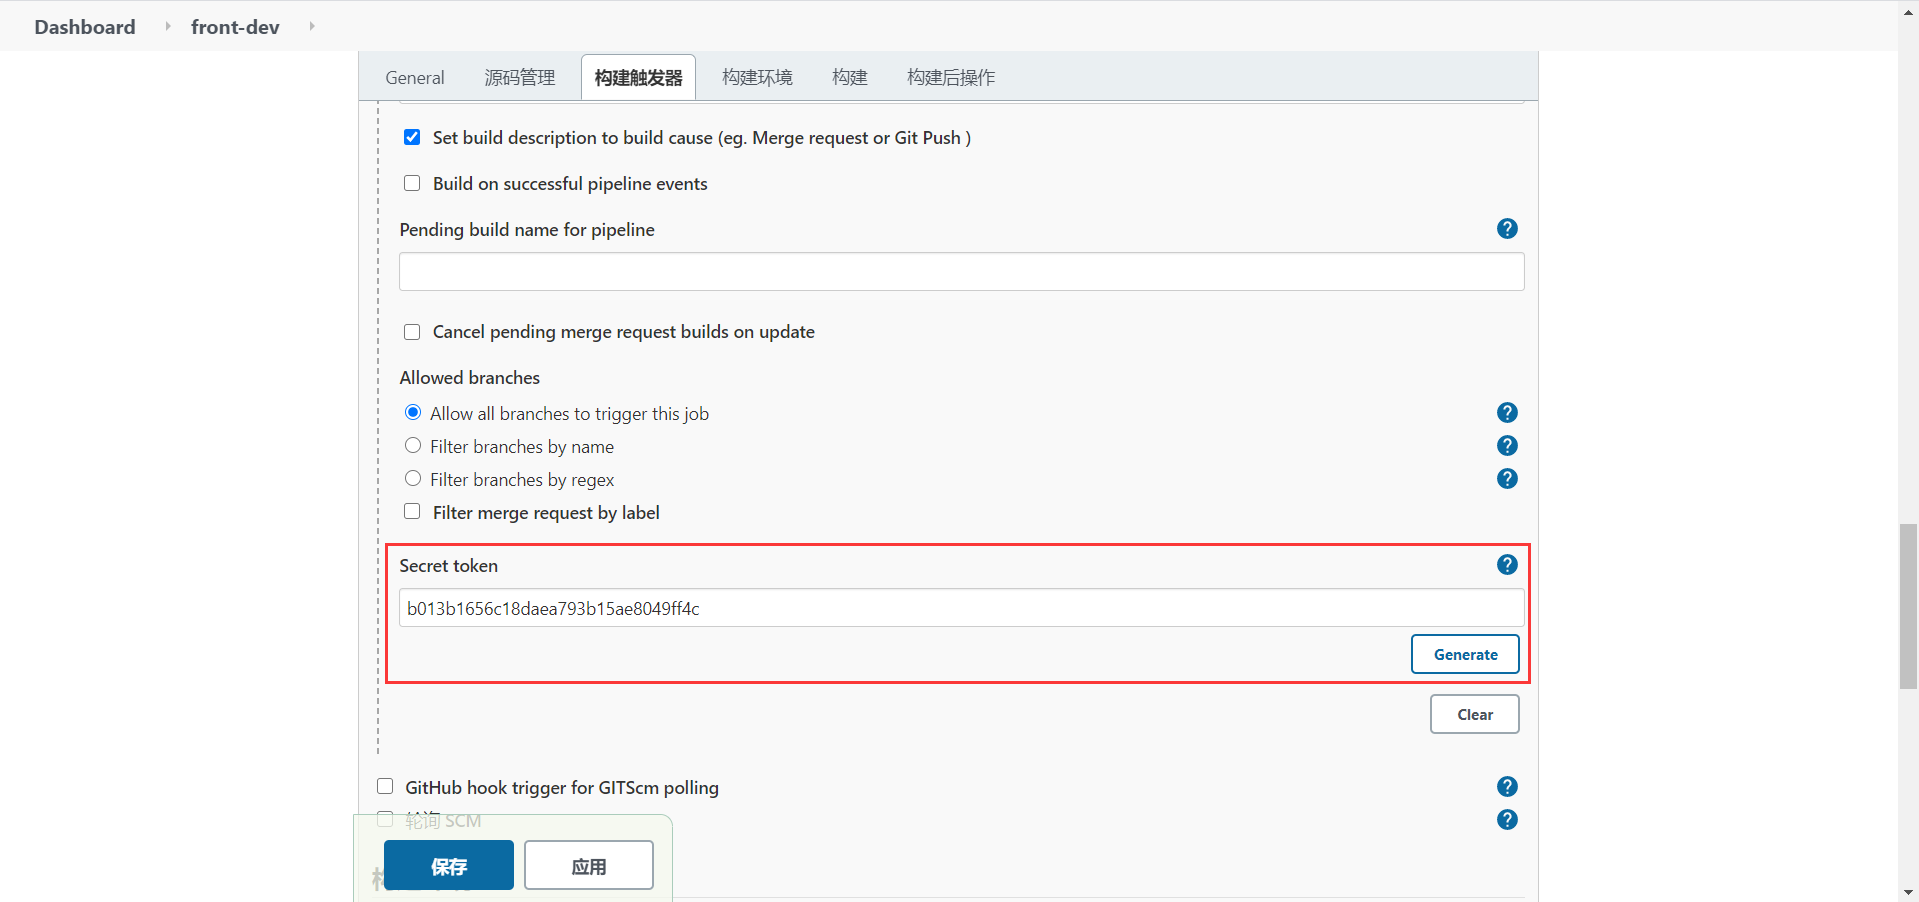 Dashboard front-dev
General 源码管理 构建触发器 构建环境 构建 构建后操作
Set build description to build cause (eg. Merge request or Git Push )
Build on successful pipeline events
Pending build name for pipeline
Cancel pending merge request builds on update
Allowed branches
Allow all branches to trigger this job
Filter branches by name
Filter branches by regex
Filter merge request by label
Secret token
b013b1656c18daea793b15ae8049ff4c
Generate
Clear
GitHub hook trigger for GITScm polling
轮询 SCM
保存 应用